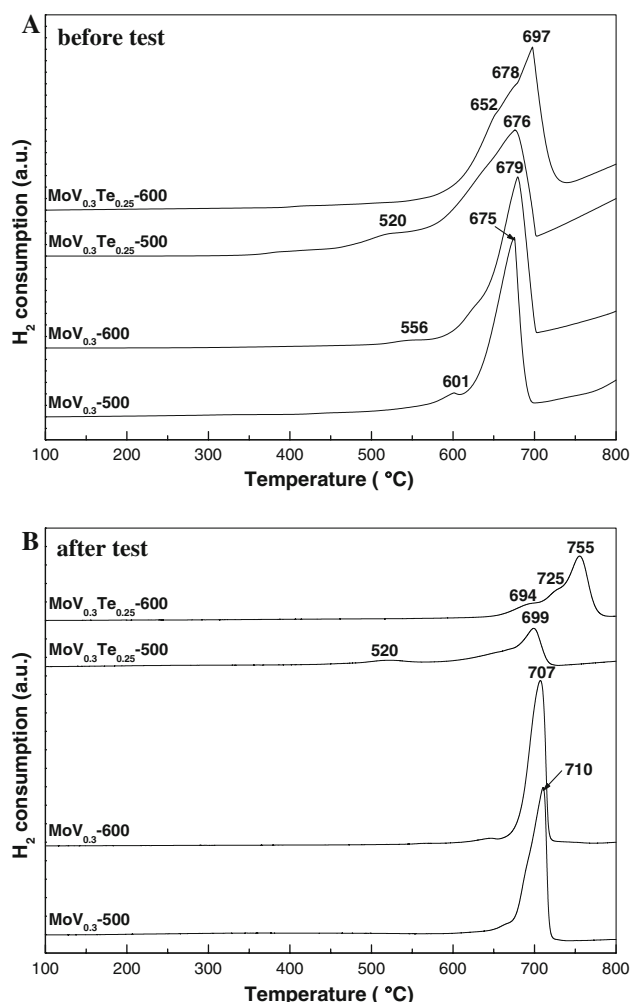 A before test
697
678
652
676
679
MoV0.3Te0.25-600
520
675
MoV0.3Te0.25-500
556
MoV0.3-600
601
MoV0.3-500
H2 consumption (a.u.)
100 200 300 400 500 600 700 800
Temperature ( °C)
B after test
755
725
694
MoV0.3Te0.25-600
699
520
MoV0.3Te0.25-500
707
710
MoV0.3-600
MoV0.3-500
H2 consumption (a.u.)
100 200 300 400 500 600 700 800
Temperature ( °C)